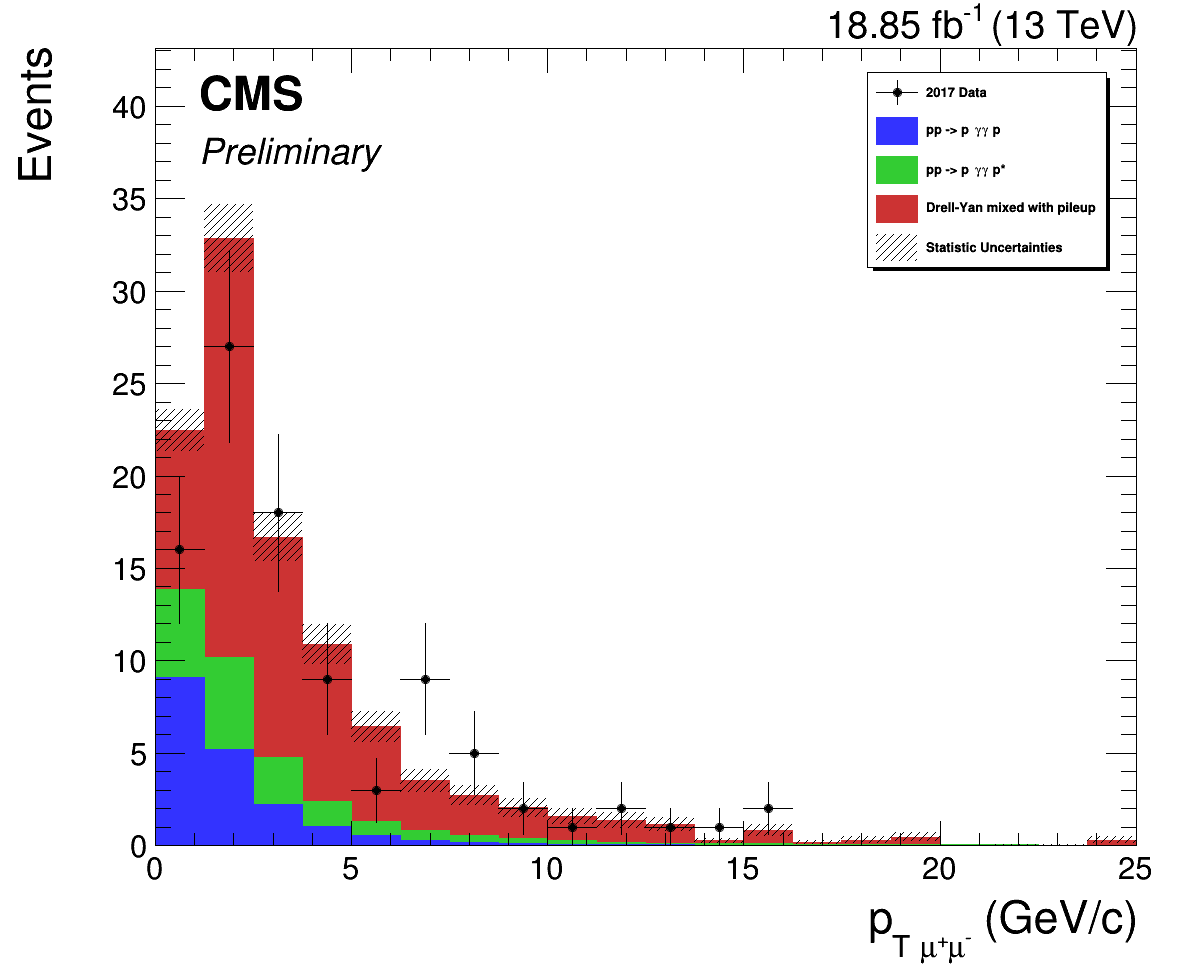 18.85 fb⁻¹ (13 TeV)
Events
CMS
Preliminary
2017 Data
pp -> p γγ p
pp -> p γγ p*
Drell-Yan mixed with pileup
Statistic Uncertainties
40
35
30
25
20
15
10
5
0
0 5 10 15 20 25
p_T μ⁺μ⁻ (GeV/c)